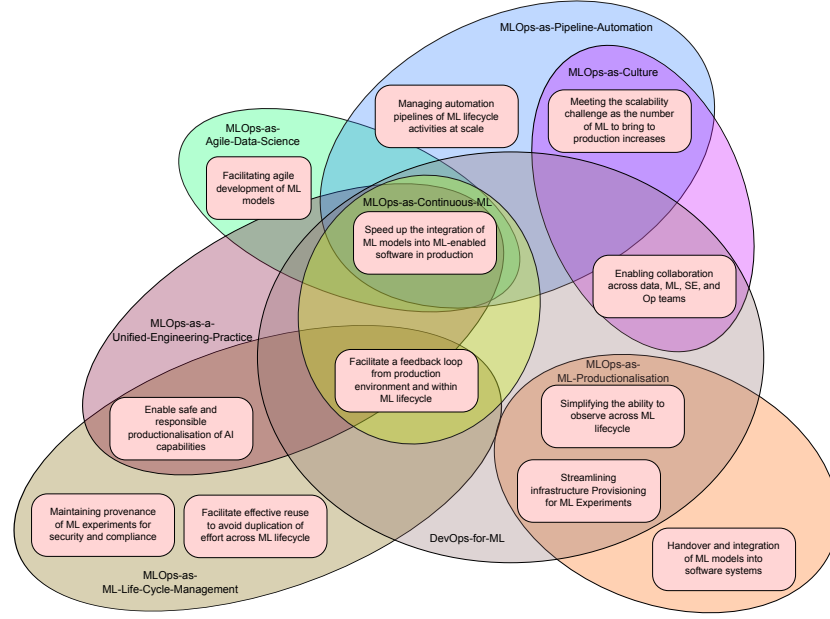 MLOps-as-Pipeline-Automation
MLOps-as-Culture
Managing automation
pipelines of ML lifecycle
activities at scale
Meeting the scalability
challenge as the number
of ML to bring to
production increases
MLOps-as-
Agile-Data-Science
Facilitating agile
development of ML
models
MLOps-as-Continuous-ML
Speed up the integration of
ML models into ML-enabled
software in production
Enabling collaboration
across data, ML, SE, and
Op teams
MLOps-as-a-
Unified-Engineering-Practice
Facilitate a feedback loop
from production
environment and within
ML lifecycle
MLOps-as-
ML-Productionalisation
Simplifying the ability to
observe across ML
lifecycle
Enable safe and
responsible
productionalisation of AI
capabilities
Streamlining
infrastructure Provisioning
for ML Experiments
Maintaining provenance
of ML experiments for
security and compliance
Facilitate effective reuse
to avoid duplication of
effort across ML lifecycle
DevOps-for-ML
Handover and integration
of ML models into
software systems
MLOps-as-
ML-Life-Cycle-Management